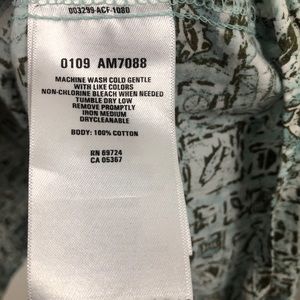 003299-ACF-1080
0109 AM7088
MACHINE WASH COLD GENTLE
WITH LIKE COLORS
NON-CHLORINE BLEACH WHEN NEEDED
TUMBLE DRY LOW
REMOVE PROMPTLY
IRON MEDIUM
DRYCLEANABLE
BODY: 100% COTTON
RN 69724
CA 05367